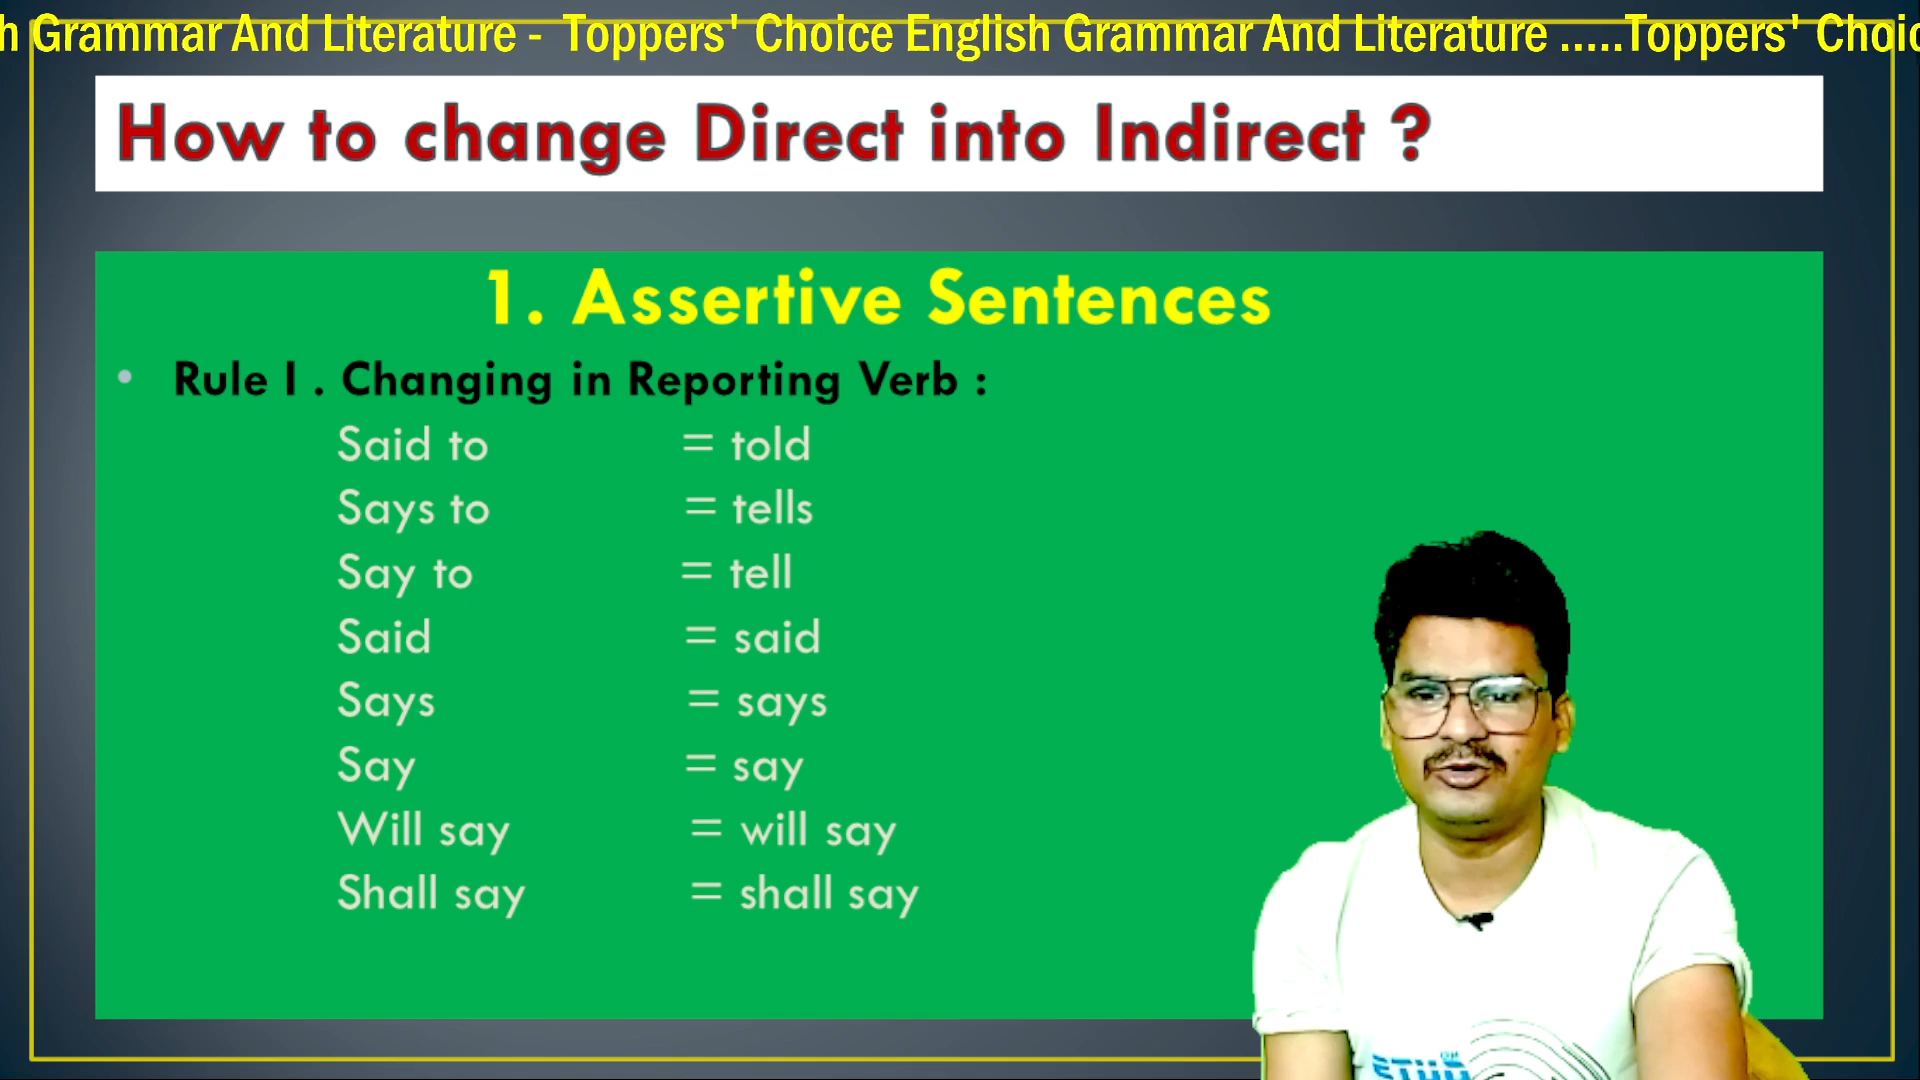 h Grammar And Literature - Toppers' Choice English Grammar And Literature .....Toppers' Choic
How to change Direct into Indirect ?
1. Assertive Sentences
• Rule I . Changing in Reporting Verb :
Said to = told
Says to = tells
Say to = tell
Said = said
Says = says
Say = say
Will say = will say
Shall say = shall say